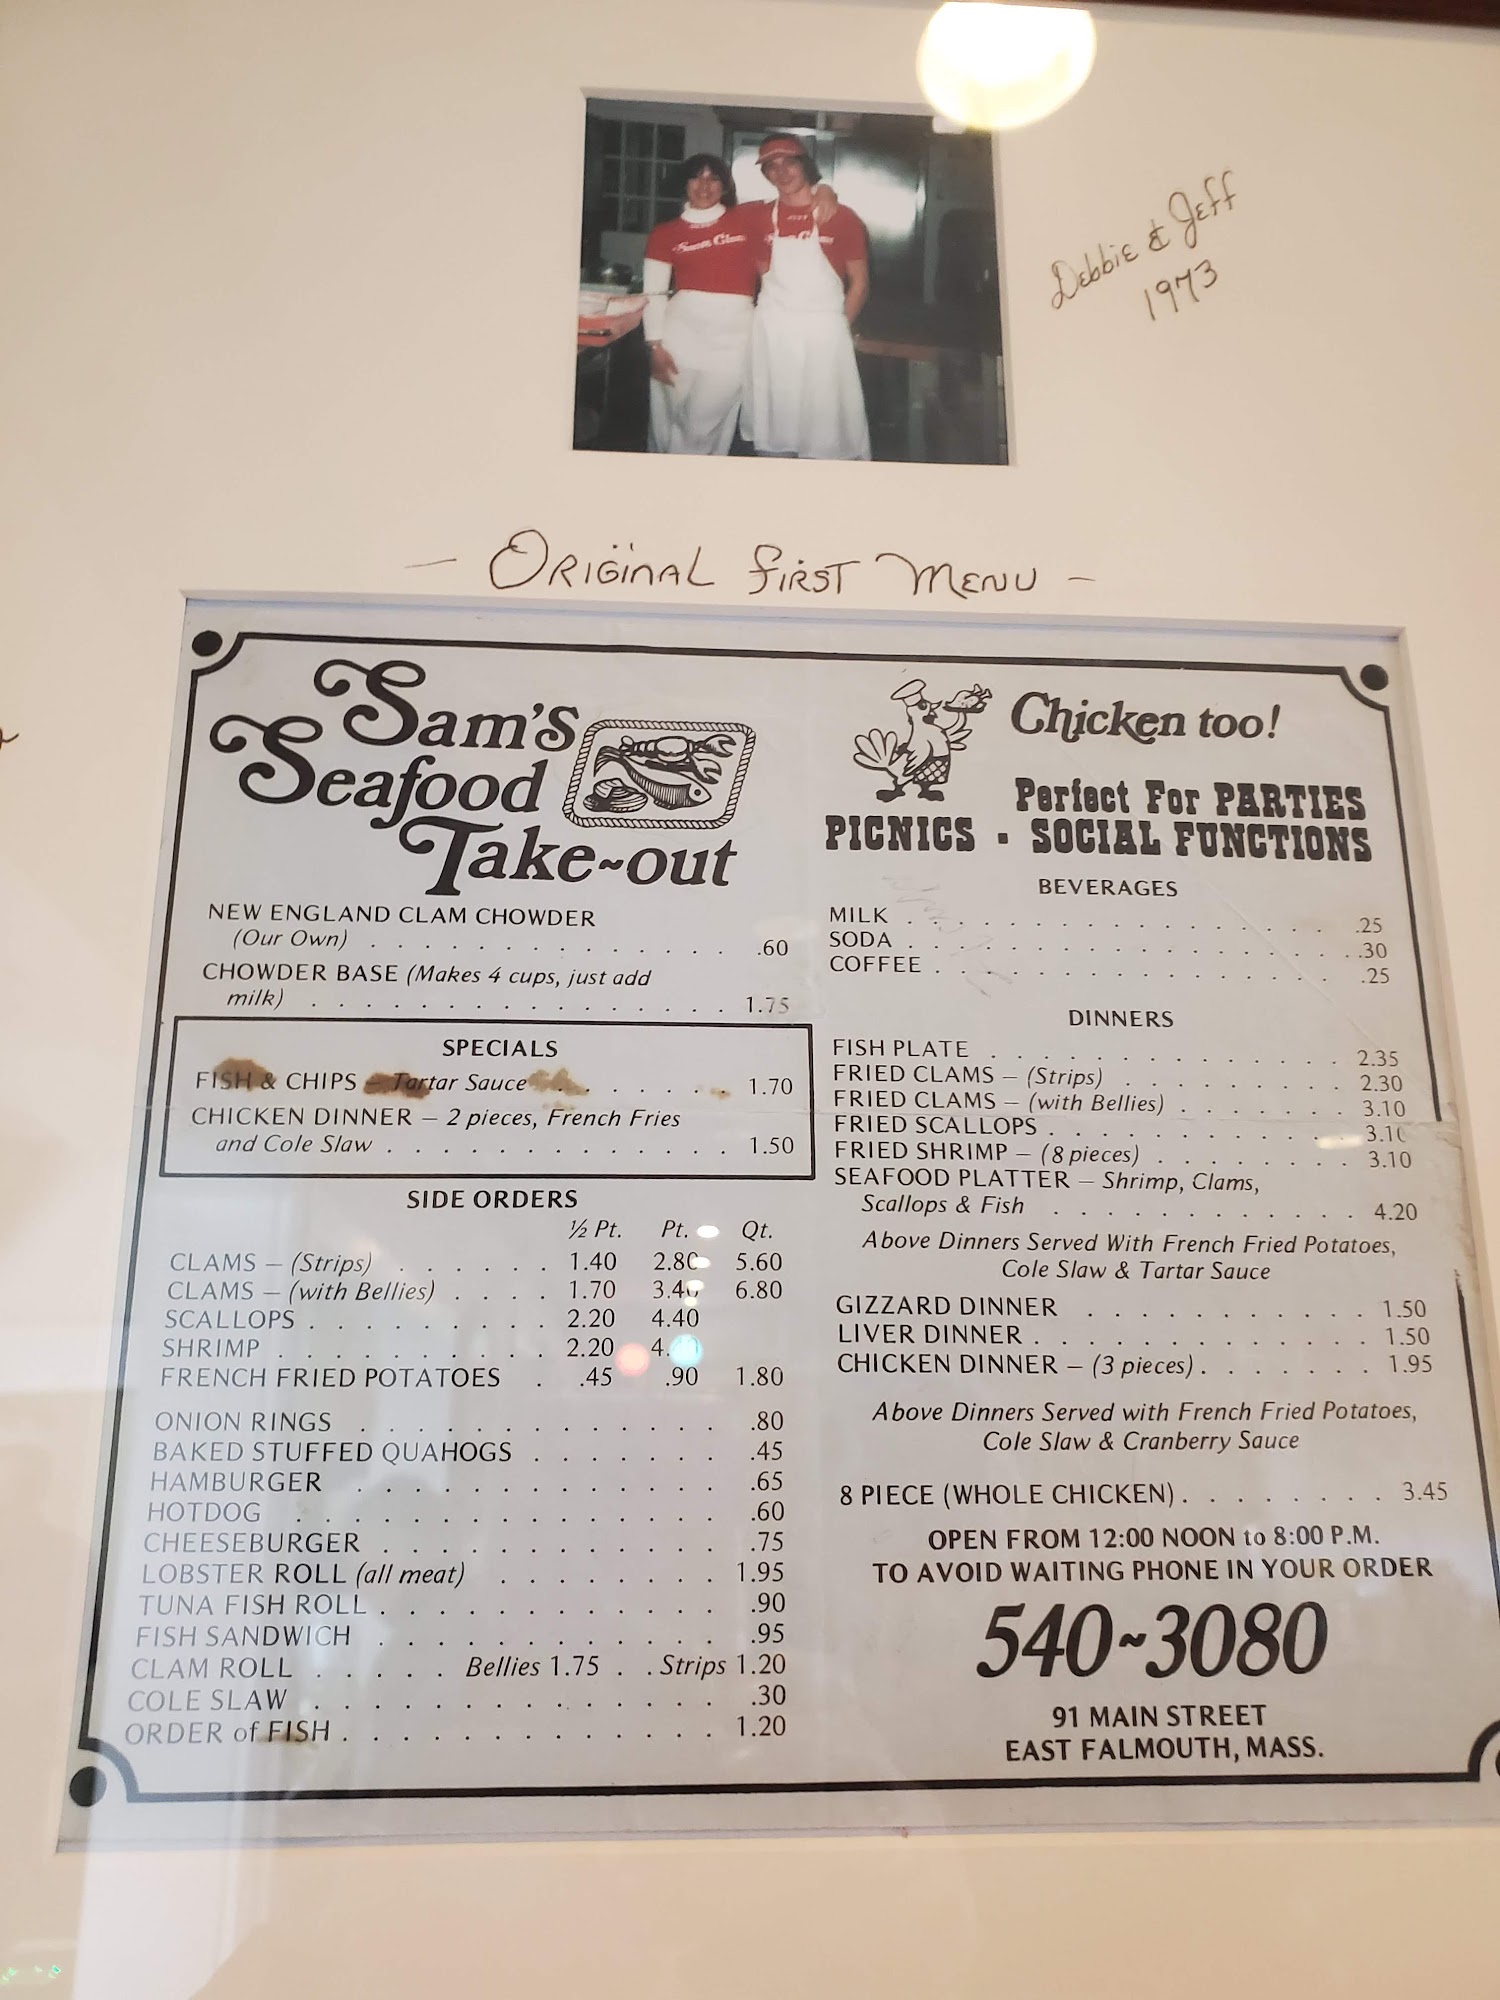 Debbie & Jeff
1973
- Original First Menu -
Sam's
Seafood
Take~out
NEW ENGLAND CLAM CHOWDER
(Our Own) . . . . . . . . . . . . . . .60
CHOWDER BASE (Makes 4 cups, just add
milk) . . . . . . . . . . . . . . . . 1.75
SPECIALS
FISH & CHIPS – Tartar Sauce . . . . . . 1.70
CHICKEN DINNER – 2 pieces, French Fries
and Cole Slaw . . . . . . . . . . . . . 1.50
SIDE ORDERS
½ Pt. Pt. Qt.
CLAMS – (Strips) . . . . . . 1.40 2.80 5.60
CLAMS – (with Bellies) . . . . 1.70 3.40 6.80
SCALLOPS . . . . . . . . . 2.20 4.40
SHRIMP . . . . . . . . . . 2.20
FRENCH FRIED POTATOES . .45 .90 1.80
ONION RINGS . . . . . . . . . . . . . .80
BAKED STUFFED QUAHOGS . . . . . . . .45
HAMBURGER . . . . . . . . . . . . . .65
HOTDOG . . . . . . . . . . . . . . .60
CHEESEBURGER . . . . . . . . . . . . .75
LOBSTER ROLL (all meat) . . . . . . . . 1.95
TUNA FISH ROLL . . . . . . . . . . . . .90
FISH SANDWICH . . . . . . . . . . . . .95
CLAM ROLL . . . . . Bellies 1.75 . . Strips 1.20
COLE SLAW . . . . . . . . . . . . . . .30
ORDER of FISH . . . . . . . . . . . . . 1.20
Chicken too!
Perfect For PARTIES
PICNICS · SOCIAL FUNCTIONS
BEVERAGES
MILK . . . . . . . . . . . . . . . . .25
SODA . . . . . . . . . . . . . . . . .30
COFFEE . . . . . . . . . . . . . . . .25
DINNERS
FISH PLATE . . . . . . . . . . . . . 2.35
FRIED CLAMS – (Strips) . . . . . . . . . 2.30
FRIED CLAMS – (with Bellies) . . . . . . . 3.10
FRIED SCALLOPS . . . . . . . . . . . . 3.10
FRIED SHRIMP – (8 pieces) . . . . . . . . 3.10
SEAFOOD PLATTER – Shrimp, Clams,
Scallops & Fish . . . . . . . . . . . . 4.20
Above Dinners Served With French Fried Potatoes,
Cole Slaw & Tartar Sauce
GIZZARD DINNER . . . . . . . . . . . 1.50
LIVER DINNER . . . . . . . . . . . . . 1.50
CHICKEN DINNER – (3 pieces) . . . . . . . 1.95
Above Dinners Served with French Fried Potatoes,
Cole Slaw & Cranberry Sauce
8 PIECE (WHOLE CHICKEN) . . . . . . . . 3.45
OPEN FROM 12:00 NOON to 8:00 P.M.
TO AVOID WAITING PHONE IN YOUR ORDER
540~3080
91 MAIN STREET
EAST FALMOUTH, MASS.